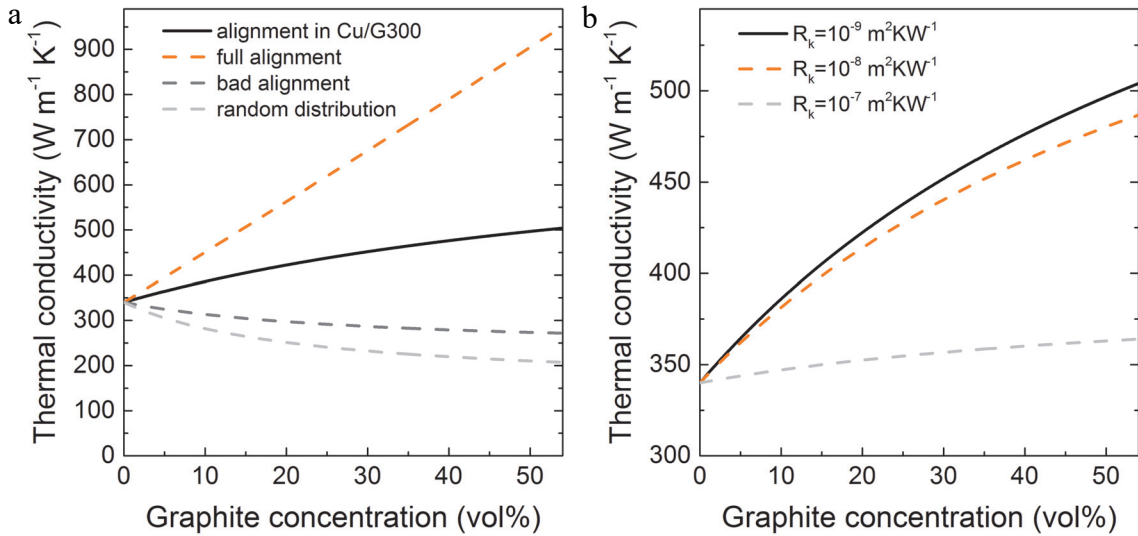 a
Thermal conductivity (W m⁻¹ K⁻¹)
900
800
700
600
500
400
300
200
100
0
alignment in Cu/G300
full alignment
bad alignment
random distribution
0 10 20 30 40 50
Graphite concentration (vol%)
b
Thermal conductivity (W m⁻¹ K⁻¹)
500
450
400
350
300
Rₖ=10⁻⁹ m²KW⁻¹
Rₖ=10⁻⁸ m²KW⁻¹
Rₖ=10⁻⁷ m²KW⁻¹
0 10 20 30 40 50
Graphite concentration (vol%)